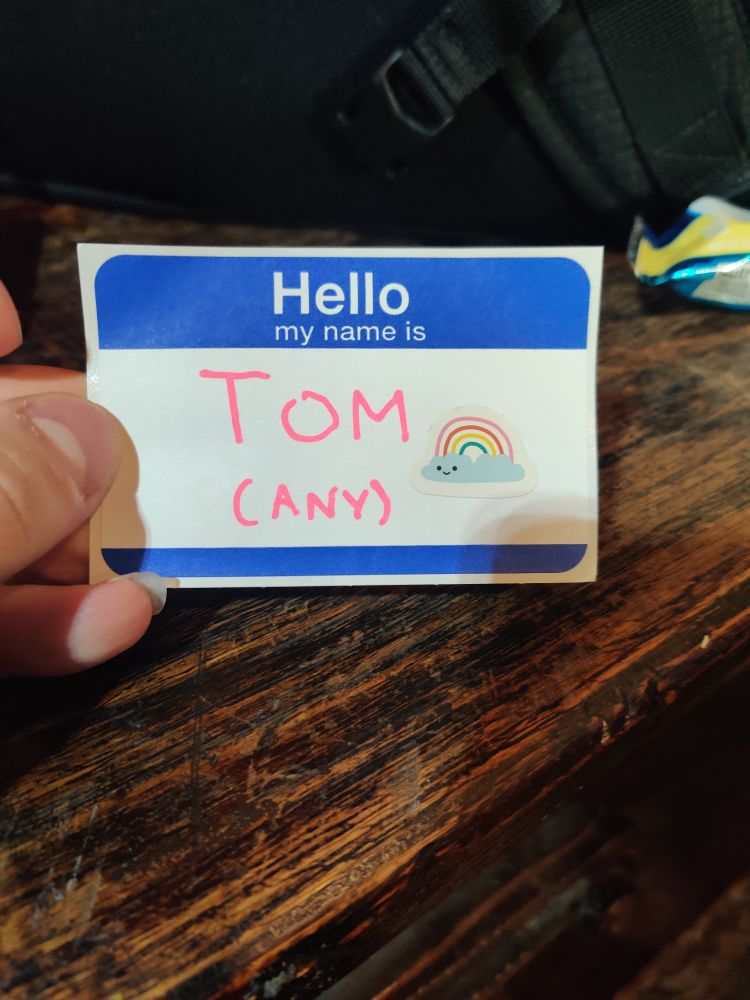 Hello
my name is
TOM
(ANY)